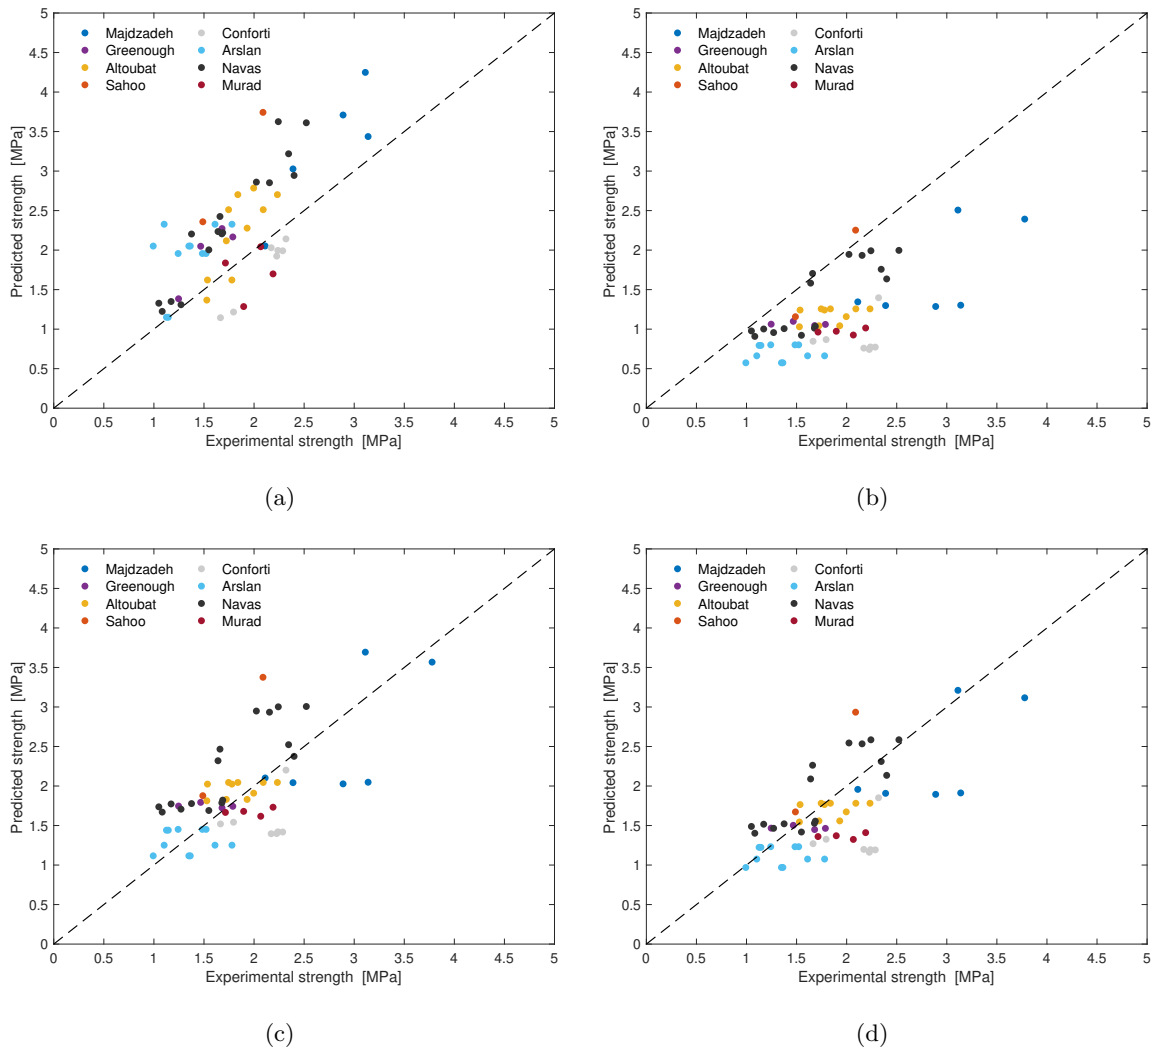 5
4.5
4
3.5
3
2.5
2
1.5
1
0.5
0
Predicted strength [MPa]
Majdzadeh
Greenough
Altoubat
Sahoo
Conforti
Arslan
Navas
Murad
0 0.5 1 1.5 2 2.5 3 3.5 4 4.5 5
Experimental strength [MPa]
(a)
5
4.5
4
3.5
3
2.5
2
1.5
1
0.5
0
Predicted strength [MPa]
Majdzadeh
Greenough
Altoubat
Sahoo
Conforti
Arslan
Navas
Murad
0 0.5 1 1.5 2 2.5 3 3.5 4 4.5 5
Experimental strength [MPa]
(b)
5
4.5
4
3.5
3
2.5
2
1.5
1
0.5
0
Predicted strength [MPa]
Majdzadeh
Greenough
Altoubat
Sahoo
Conforti
Arslan
Navas
Murad
0 0.5 1 1.5 2 2.5 3 3.5 4 4.5 5
Experimental strength [MPa]
(c)
5
4.5
4
3.5
3
2.5
2
1.5
1
0.5
0
Predicted strength [MPa]
Majdzadeh
Greenough
Altoubat
Sahoo
Conforti
Arslan
Navas
Murad
0 0.5 1 1.5 2 2.5 3 3.5 4 4.5 5
Experimental strength [MPa]
(d)